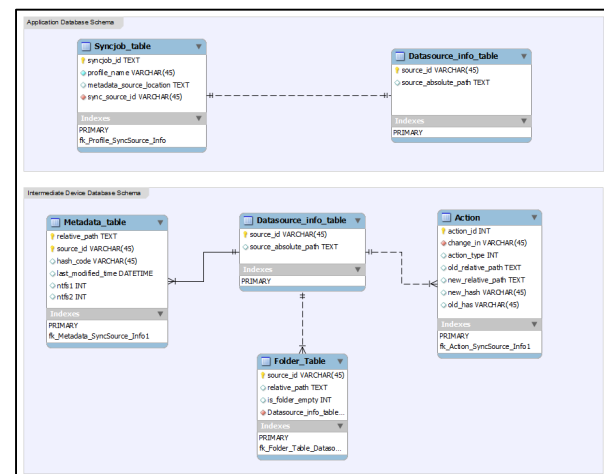 Application Database Schema
Syncjob_table
syncjob_id TEXT
profile_name VARCHAR(45)
metadata_source_location TEXT
sync_source_id VARCHAR(45)
Indexes
PRIMARY
fk_Profile_SyncSource_Info
Datasource_info_table
source_id VARCHAR(45)
source_absolute_path TEXT
Indexes
PRIMARY
Intermediate Device Database Schema
Metadata_table
relative_path TEXT
source_id VARCHAR(45)
hash_code VARCHAR(45)
last_modified_time DATETIME
ntfs1 INT
ntfs2 INT
Indexes
PRIMARY
fk_Metadata_SyncSource_Info1
Datasource_info_table
source_id VARCHAR(45)
source_absolute_path TEXT
Indexes
PRIMARY
Action
action_id INT
change_in VARCHAR(45)
action_type INT
old_relative_path TEXT
new_relative_path TEXT
new_hash VARCHAR(45)
old_has VARCHAR(45)
Indexes
PRIMARY
fk_Action_SyncSource_Info1
Folder_Table
source_id VARCHAR(45)
relative_path TEXT
is_folder_empty INT
Datasource_info_table...
Indexes
PRIMARY
fk_Folder_Table_Dataso...